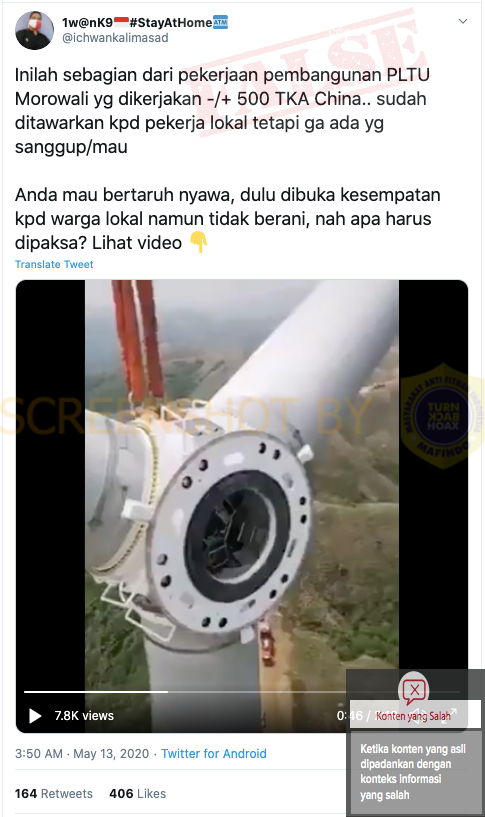 1w@nK9🇮🇩#StayAtHome🏧
@ichwankalimasad
FALSE
Inilah sebagian dari pekerjaan pembangunan PLTU
Morowali yg dikerjakan -/+ 500 TKA China.. sudah
ditawarkan kpd pekerja lokal tetapi ga ada yg
sanggup/mau
Anda mau bertaruh nyawa, dulu dibuka kesempatan
kpd warga lokal namun tidak berani, nah apa harus
dipaksa? Lihat video 👇
Translate Tweet
SCREENSHOT BY
MASYARAKAT ANTI FITNAH
TURN
BACK
HOAX
MAFINDO
7.8K views
0:46 /
Konten yang Salah
Ketika konten yang asli
dipadankan dengan
konteks informasi
yang salah
3:50 AM · May 13, 2020 · Twitter for Android
164 Retweets 406 Likes